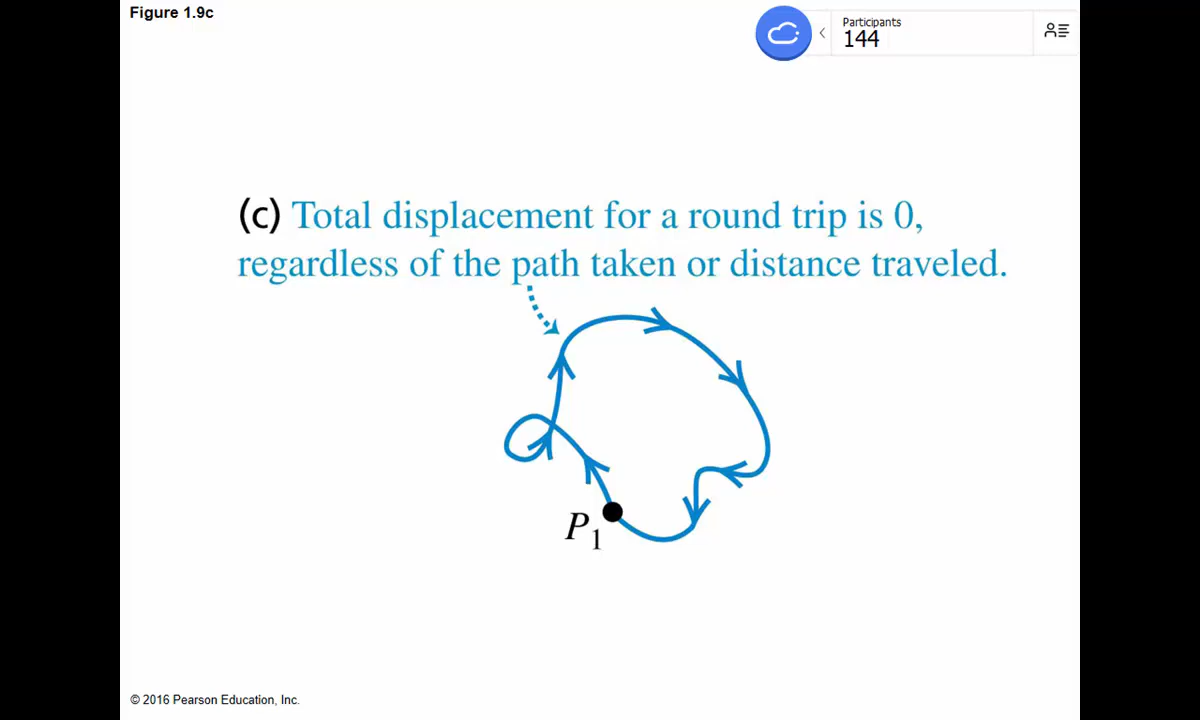 Figure 1.9c
Participants
144
(c) Total displacement for a round trip is 0,
regardless of the path taken or distance traveled.
P1
© 2016 Pearson Education, Inc.